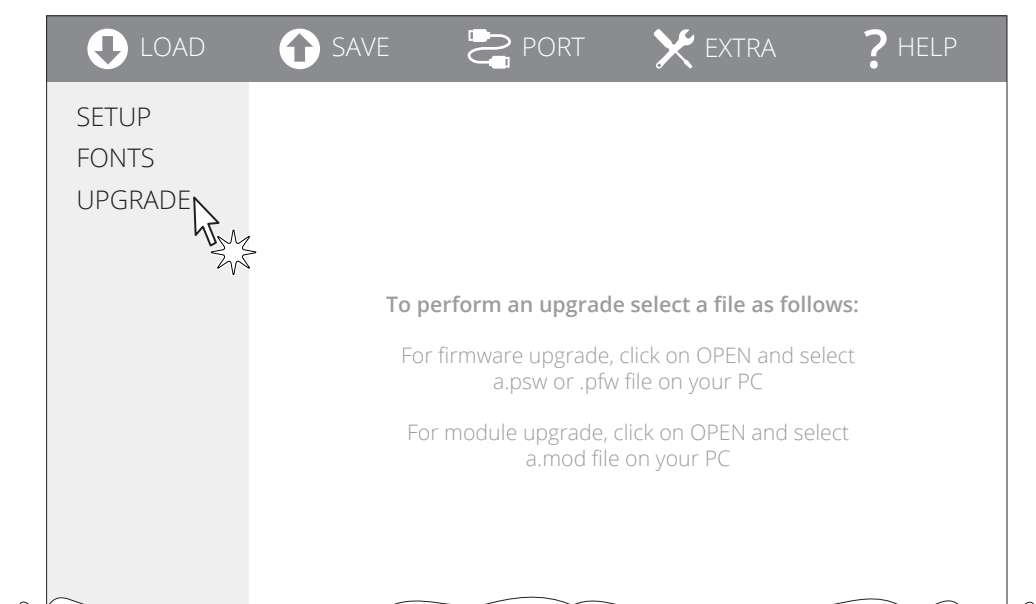 LOAD SAVE PORT EXTRA ? HELP
SETUP
FONTS
UPGRADE
To perform an upgrade select a file as follows:
For firmware upgrade, click on OPEN and select
a.psw or .pfw file on your PC
For module upgrade, click on OPEN and select
a.mod file on your PC